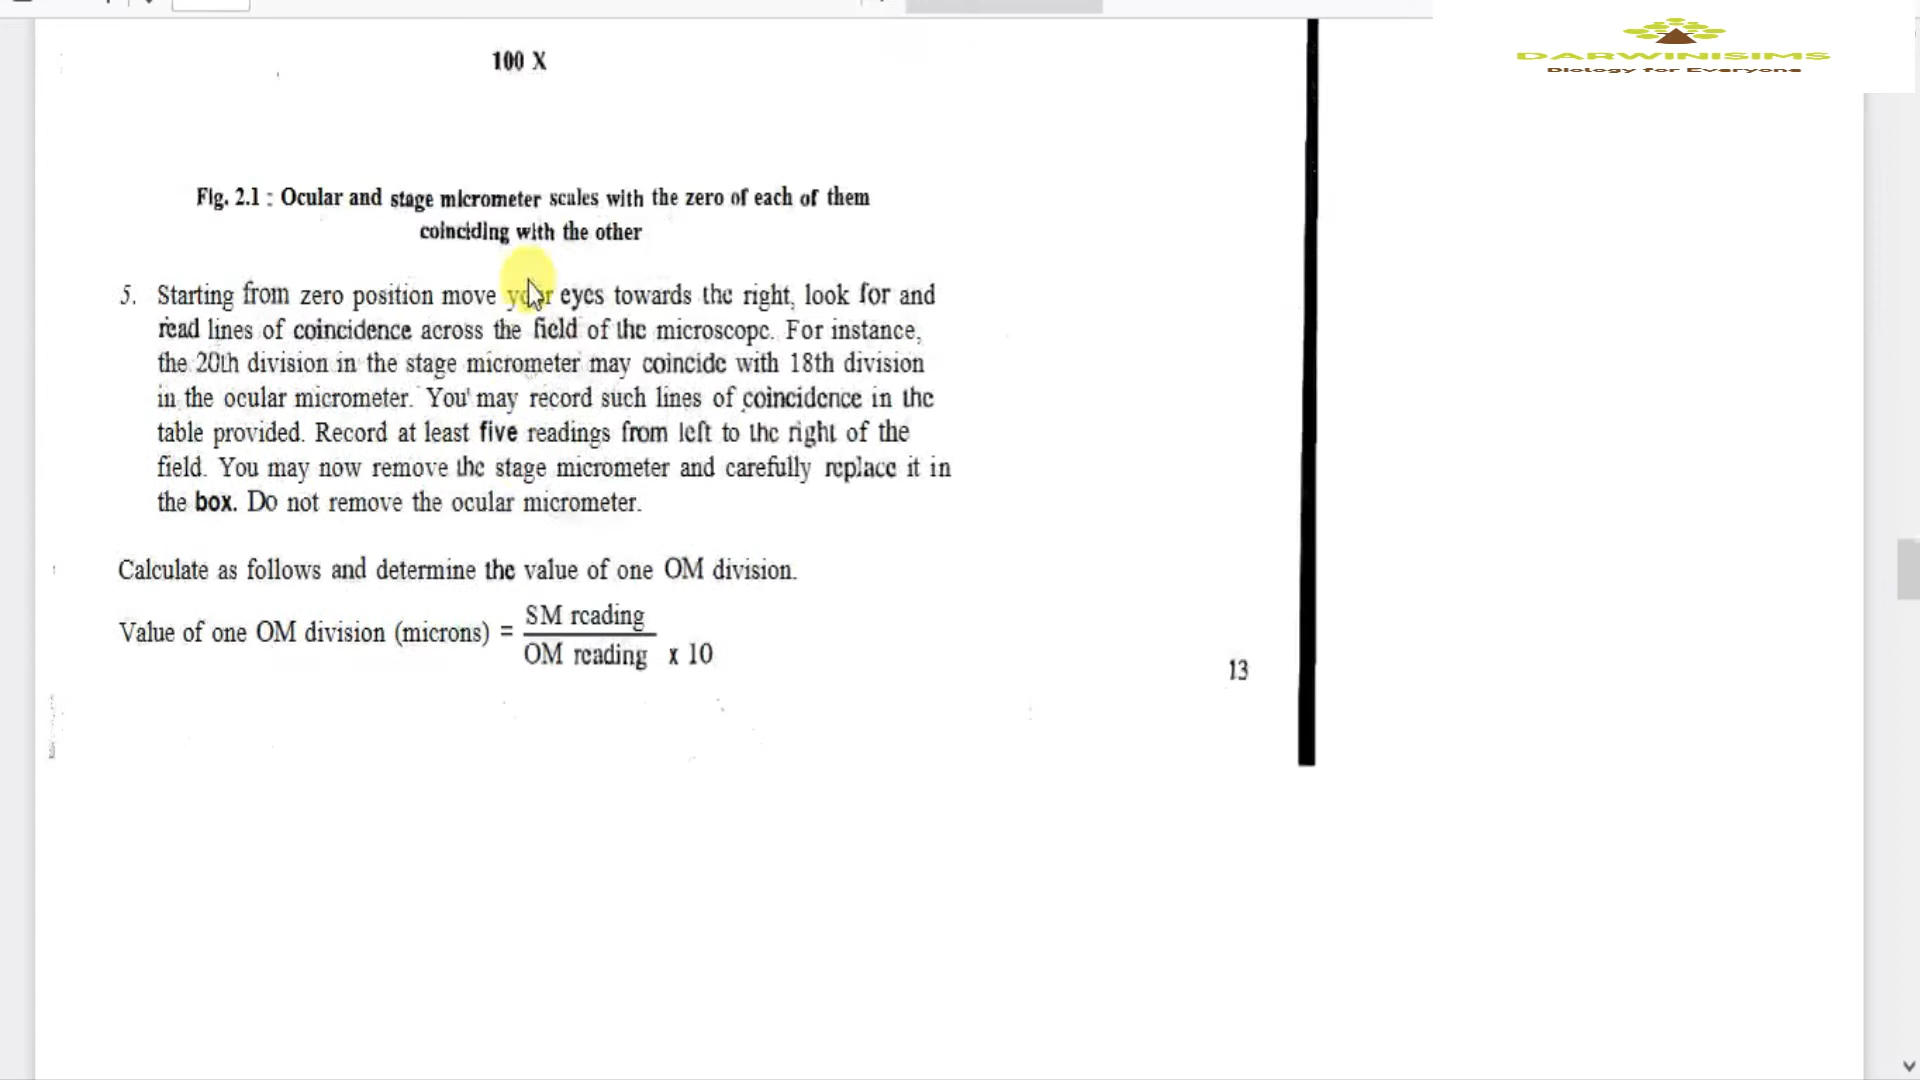 DARWINISIMS
Biology for Everyone
100 X
Fig. 2.1 : Ocular and stage micrometer scales with the zero of each of them
coinciding with the other
5. Starting from zero position move your eyes towards the right, look for and
read lines of coincidence across the field of the microscope. For instance,
the 20th division in the stage micrometer may coincide with 18th division
in the ocular micrometer. You may record such lines of coincidence in the
table provided. Record at least five readings from left to the right of the
field. You may now remove the stage micrometer and carefully replace it in
the box. Do not remove the ocular micrometer.
Calculate as follows and determine the value of one OM division.
Value of one OM division (microns) = SM reading
OM reading x 10
13